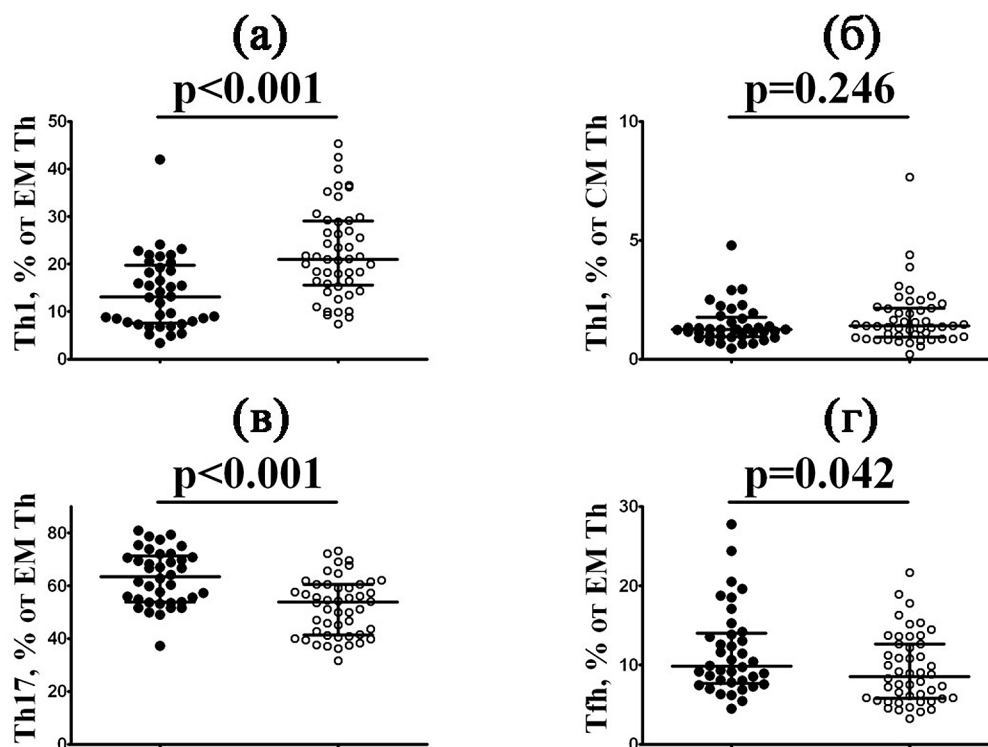 (а)
p<0.001
Th1, % от EM Th
50
40
30
20
10
0
(б)
p=0.246
Th1, % от CM Th
10
5
0
(в)
p<0.001
Th17, % от EM Th
80
60
40
20
0
(г)
p=0.042
Tfh, % от EM Th
30
20
10
0